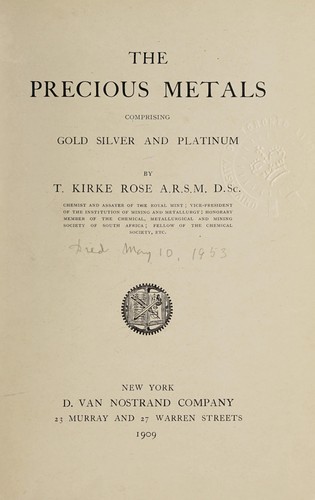 THE
PRECIOUS METALS
COMPRISING
GOLD SILVER AND PLATINUM
BY
T. KIRKE ROSE A.R.S.M. D.Sc.
CHEMIST AND ASSAYER OF THE ROYAL MINT; VICE-PRESIDENT
OF THE INSTITUTION OF MINING AND METALLURGY; HONORARY
MEMBER OF THE CHEMICAL, METALLURGICAL AND MINING
SOCIETY OF SOUTH AFRICA; FELLOW OF THE CHEMICAL
SOCIETY, ETC.
May 10, 1953
NEW YORK
D. VAN NOSTRAND COMPANY
23 MURRAY AND 27 WARREN STREETS
1909